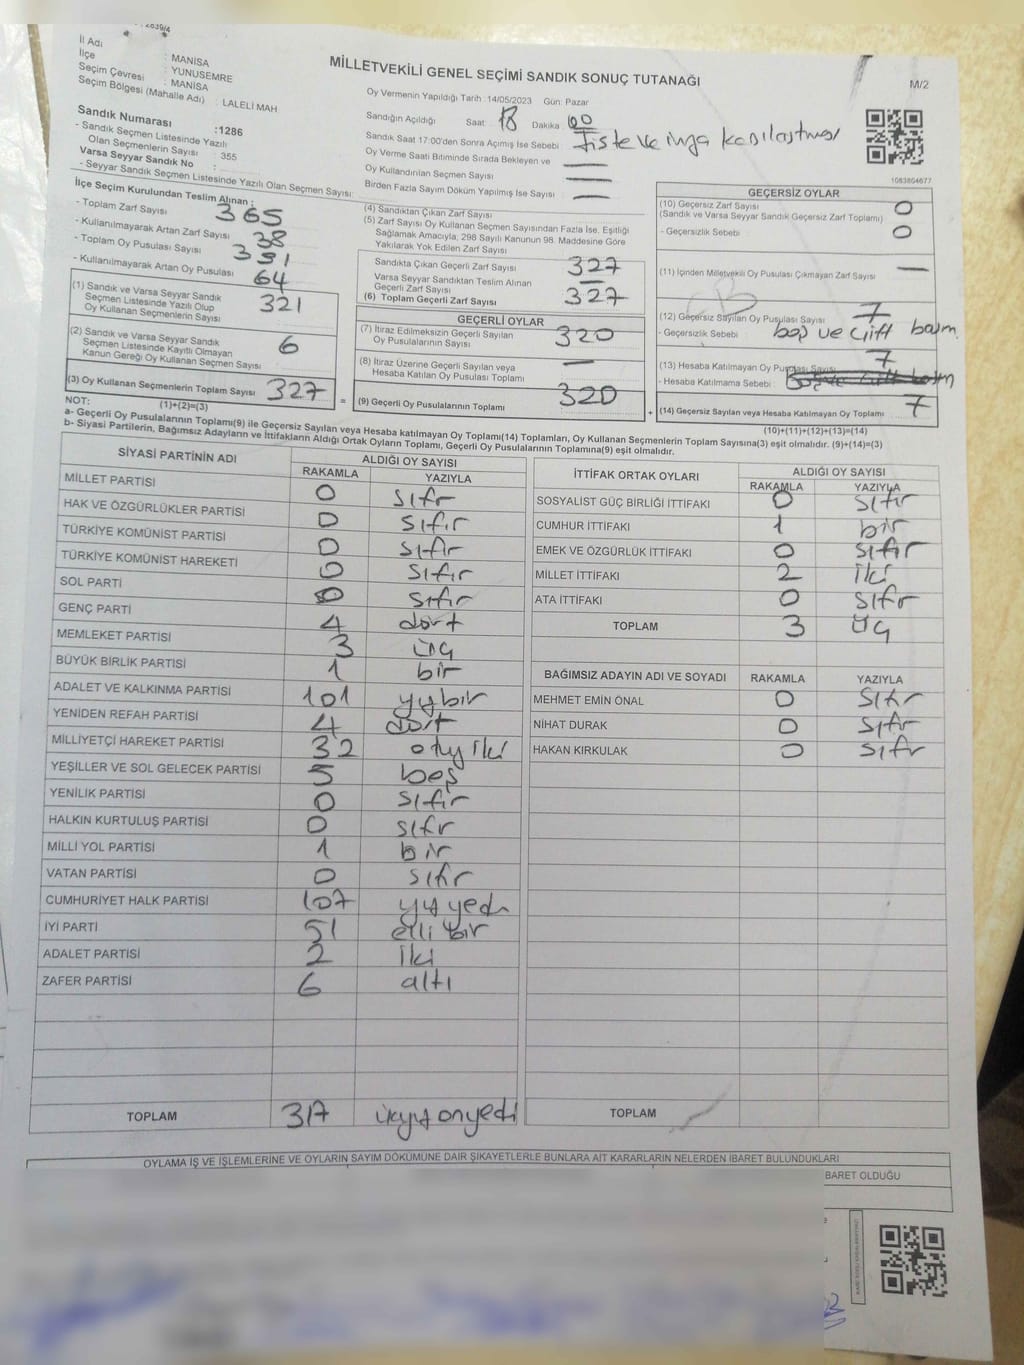 2839/4
İl Adı : MANİSA
İlçe : YUNUSEMRE
Seçim Çevresi : MANİSA
Seçim Bölgesi (Mahalle Adı) : LALELİ MAH
MİLLETVEKİLİ GENEL SEÇİMİ SANDIK SONUÇ TUTANAĞI
M/2
Oy Vermenin Yapıldığı Tarih :14/05/2023 Gün: Pazar
Sandığın Açıldığı Saat 18 Dakika 00
Sandık Saat 17:00'den Sonra Açılmış İse Sebebi Liste ve imza karşılaştırması
Oy Verme Saati Bitiminde Sırada Bekleyen ve
Oy Kullandırılan Seçmen Sayısı —
Birden Fazla Sayım Döküm Yapılmış İse Sayısı : —
1083804677
Sandık Numarası :1286
- Sandık Seçmen Listesinde Yazılı
Olan Seçmenlerin Sayısı : 355
Varsa Seyyar Sandık No :
- Seyyar Sandık Seçmen Listesinde Yazılı Olan Seçmen Sayısı:
İlçe Seçim Kurulundan Teslim Alınan :
- Toplam Zarf Sayısı 365
- Kullanılmayarak Artan Zarf Sayısı 38
- Toplam Oy Pusulası Sayısı 391
- Kullanılmayarak Artan Oy Pusulası 64
(1) Sandık ve Varsa Seyyar Sandık
Seçmen Listesinde Yazılı Olup
Oy Kullanan Seçmenlerin Sayısı 321
(2) Sandık ve Varsa Seyyar Sandık
Seçmen Listesinde Kayıtlı Olmayan
Kanun Gereği Oy Kullanan Seçmen Sayısı 6
(3) Oy Kullanan Seçmenlerin Toplam Sayısı 327
(1)+(2)=(3)
(4) Sandıktan Çıkan Zarf Sayısı
(5) Zarf Sayısı Oy Kullanan Seçmen Sayısından Fazla İse, Eşitliği
Sağlamak Amacıyla, 298 Sayılı Kanunun 98. Maddesine Göre
Yakılarak Yok Edilen Zarf Sayısı
Sandıkta Çıkan Geçerli Zarf Sayısı 327
Varsa Seyyar Sandıktan Teslim Alınan
Geçerli Zarf Sayısı —
(6) Toplam Geçerli Zarf Sayısı 327
GEÇERLİ OYLAR
(7) İtiraz Edilmeksizin Geçerli Sayılan
Oy Pusulalarının Sayısı 320
(8) İtiraz Üzerine Geçerli Sayılan veya
Hesaba Katılan Oy Pusulası Toplamı —
= (9) Geçerli Oy Pusulalarının Toplamı 320
GEÇERSİZ OYLAR
(10) Geçersiz Zarf Sayısı 0
(Sandık ve Varsa Seyyar Sandık Geçersiz Zarf Toplamı)
- Geçersizlik Sebebi 0
(11) İçinden Milletvekili Oy Pusulası Çıkmayan Zarf Sayısı —
(12) Geçersiz Sayılan Oy Pusulası Sayısı 7
- Geçersizlik Sebebi boş ve çift basım
(13) Hesaba Katılmayan Oy Pusulası Sayısı 7
- Hesaba Katılmama Sebebi :
+ (14) Geçersiz Sayılan veya Hesaba Katılmayan Oy Toplamı 7
(10)+(11)+(12)+(13)=(14)
NOT:
a- Geçerli Oy Pusulalarının Toplamı(9) ile Geçersiz Sayılan veya Hesaba katılmayan Oy Toplamı(14) Toplamları, Oy Kullanan Seçmenlerin Toplam Sayısına(3) eşit olmalıdır. (9)+(14)=(3)
b- Siyasi Partilerin, Bağımsız Adayların ve İttifakların Aldığı Ortak Oyların Toplamı, Geçerli Oy Pusulalarının Toplamına(9) eşit olmalıdır.
SİYASİ PARTİNİN ADI ALDIĞI OY SAYISI
RAKAMLA YAZIYLA
MİLLET PARTİSİ 0 sıfır
HAK VE ÖZGÜRLÜKLER PARTİSİ 0 sıfır
TÜRKİYE KOMÜNİST PARTİSİ 0 sıfır
TÜRKİYE KOMÜNİST HAREKETİ 0 sıfır
SOL PARTİ 0 sıfır
GENÇ PARTİ 4 dört
MEMLEKET PARTİSİ 3 üç
BÜYÜK BİRLİK PARTİSİ 1 bir
ADALET VE KALKINMA PARTİSİ 101 yüzbir
YENİDEN REFAH PARTİSİ 4 dört
MİLLİYETÇİ HAREKET PARTİSİ 32 otuz iki
YEŞİLLER VE SOL GELECEK PARTİSİ 5 beş
YENİLİK PARTİSİ 0 sıfır
HALKIN KURTULUŞ PARTİSİ 0 sıfır
MİLLİ YOL PARTİSİ 1 bir
VATAN PARTİSİ 0 sıfır
CUMHURİYET HALK PARTİSİ 107 yüz yedi
İYİ PARTİ 51 elli bir
ADALET PARTİSİ 2 iki
ZAFER PARTİSİ 6 altı
TOPLAM 317 üçyüz onyedi
İTTİFAK ORTAK OYLARI ALDIĞI OY SAYISI
RAKAMLA YAZIYLA
SOSYALİST GÜÇ BİRLİĞİ İTTİFAKI 0 sıfır
CUMHUR İTTİFAKI 1 bir
EMEK VE ÖZGÜRLÜK İTTİFAKI 0 sıfır
MİLLET İTTİFAKI 2 iki
ATA İTTİFAKI 0 sıfır
TOPLAM 3 üç
BAĞIMSIZ ADAYIN ADI VE SOYADI RAKAMLA YAZIYLA
MEHMET EMİN ÖNAL 0 sıfır
NİHAT DURAK 0 sıfır
HAKAN KIRKULAK 0 sıfır
TOPLAM
OYLAMA İŞ VE İŞLEMLERİNE VE OYLARIN SAYIM DÖKÜMÜNE DAİR ŞİKAYETLERLE BUNLARA AİT KARARLARIN NELERDEN İBARET BULUNDUKLARI
BARET OLDUĞU